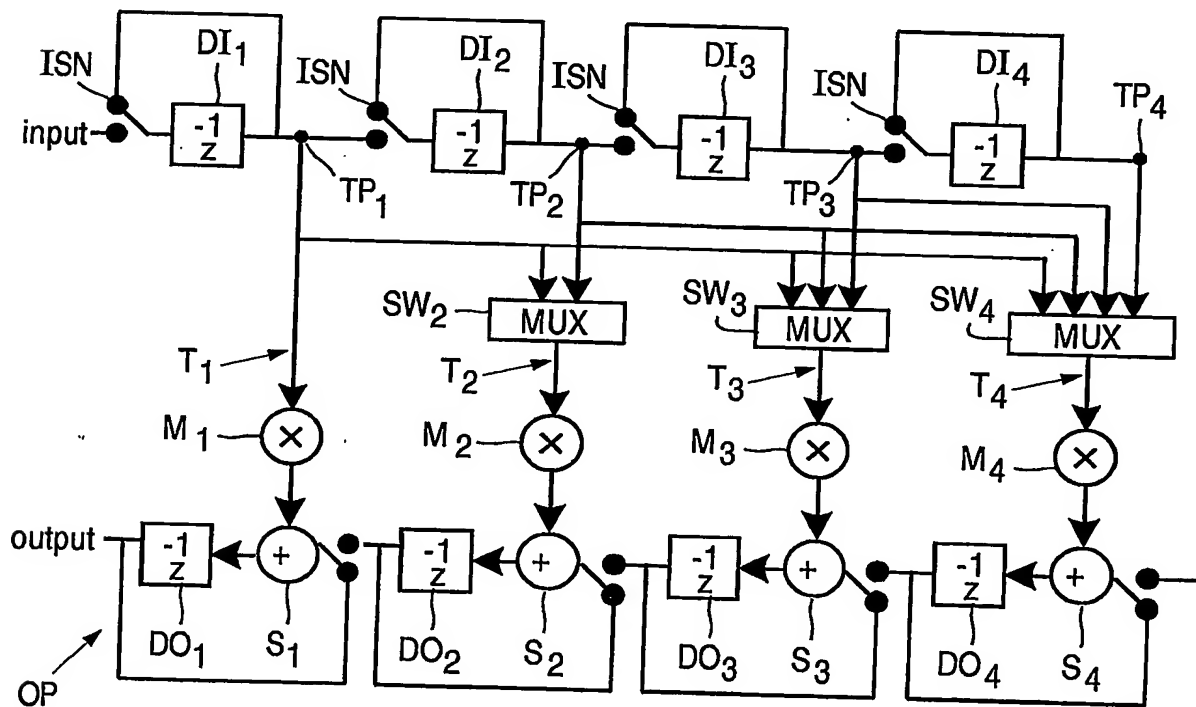 ISN DI1 ISN DI2 ISN DI3 ISN DI4 TP4
input -1 -1 -1 -1
z z z z
TP1 TP2 TP3
SW2 MUX SW3 MUX SW4 MUX
T1 T2 T3 T4
M1 × M2 × M3 × M4 ×
output -1 + -1 + -1 + -1 +
z z z z
DO1 S1 DO2 S2 DO3 S3 DO4 S4
OP